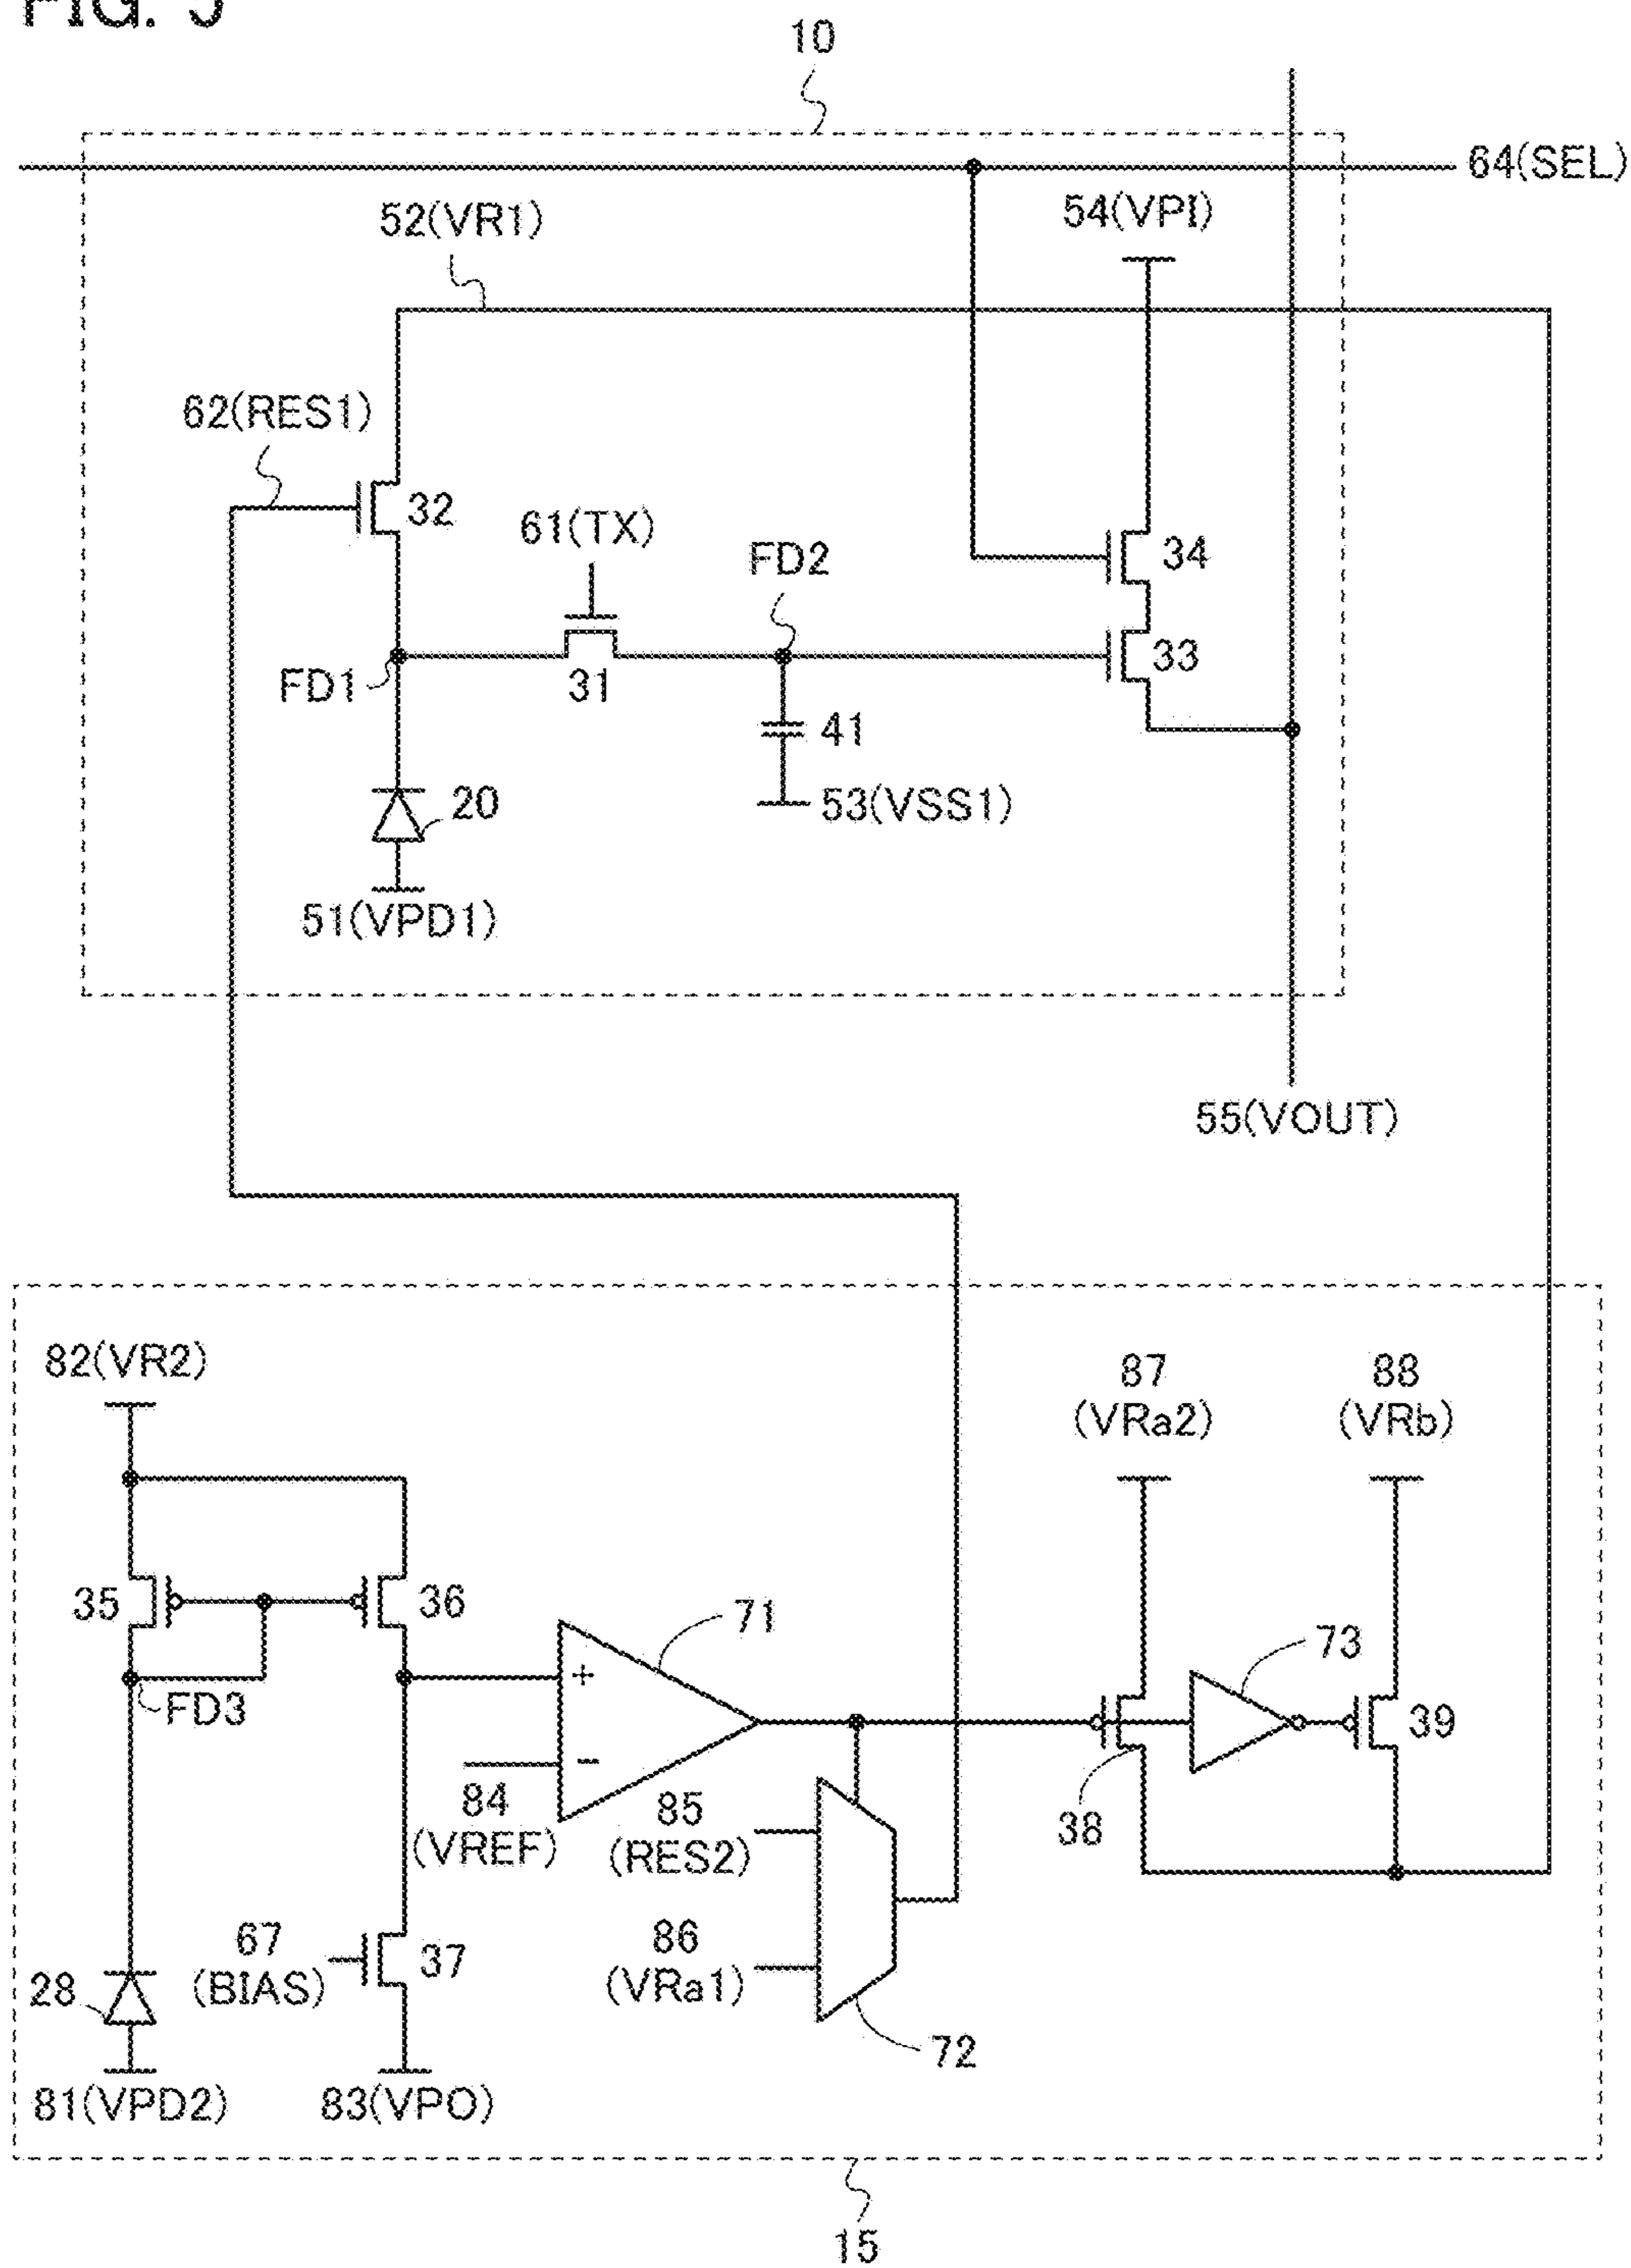 FIG. 5
10
64(SEL)
52(VR1)
54(VPI)
62(RES1)
32
61(TX)
FD2
34
33
FD1
31
41
20
53(VSS1)
51(VPD1)
55(VOUT)
82(VR2)
87
(VRa2)
88
(VRb)
35
36
71
73
+
FD3
39
−
84
(VREF)
85
(RES2)
38
67
(BIAS)
37
86
(VRa1)
28
72
81(VPD2)
83(VPO)
15